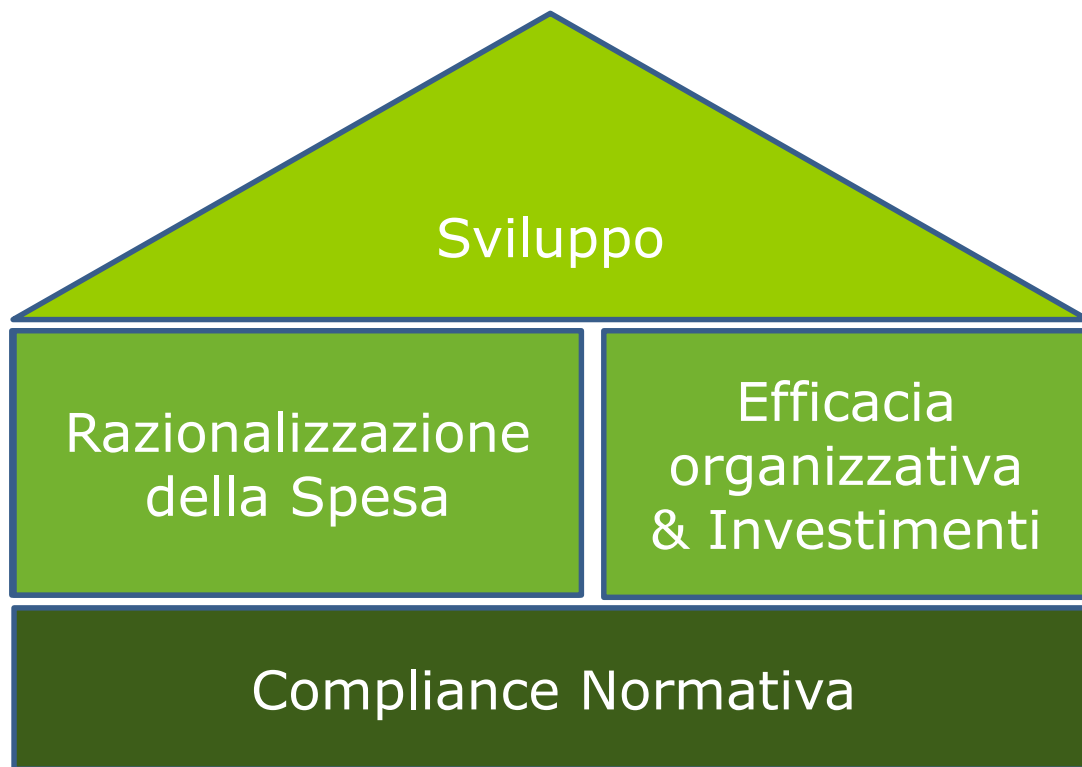 Sviluppo
Razionalizzazione
della Spesa
Efficacia
organizzativa
& Investimenti
Compliance Normativa